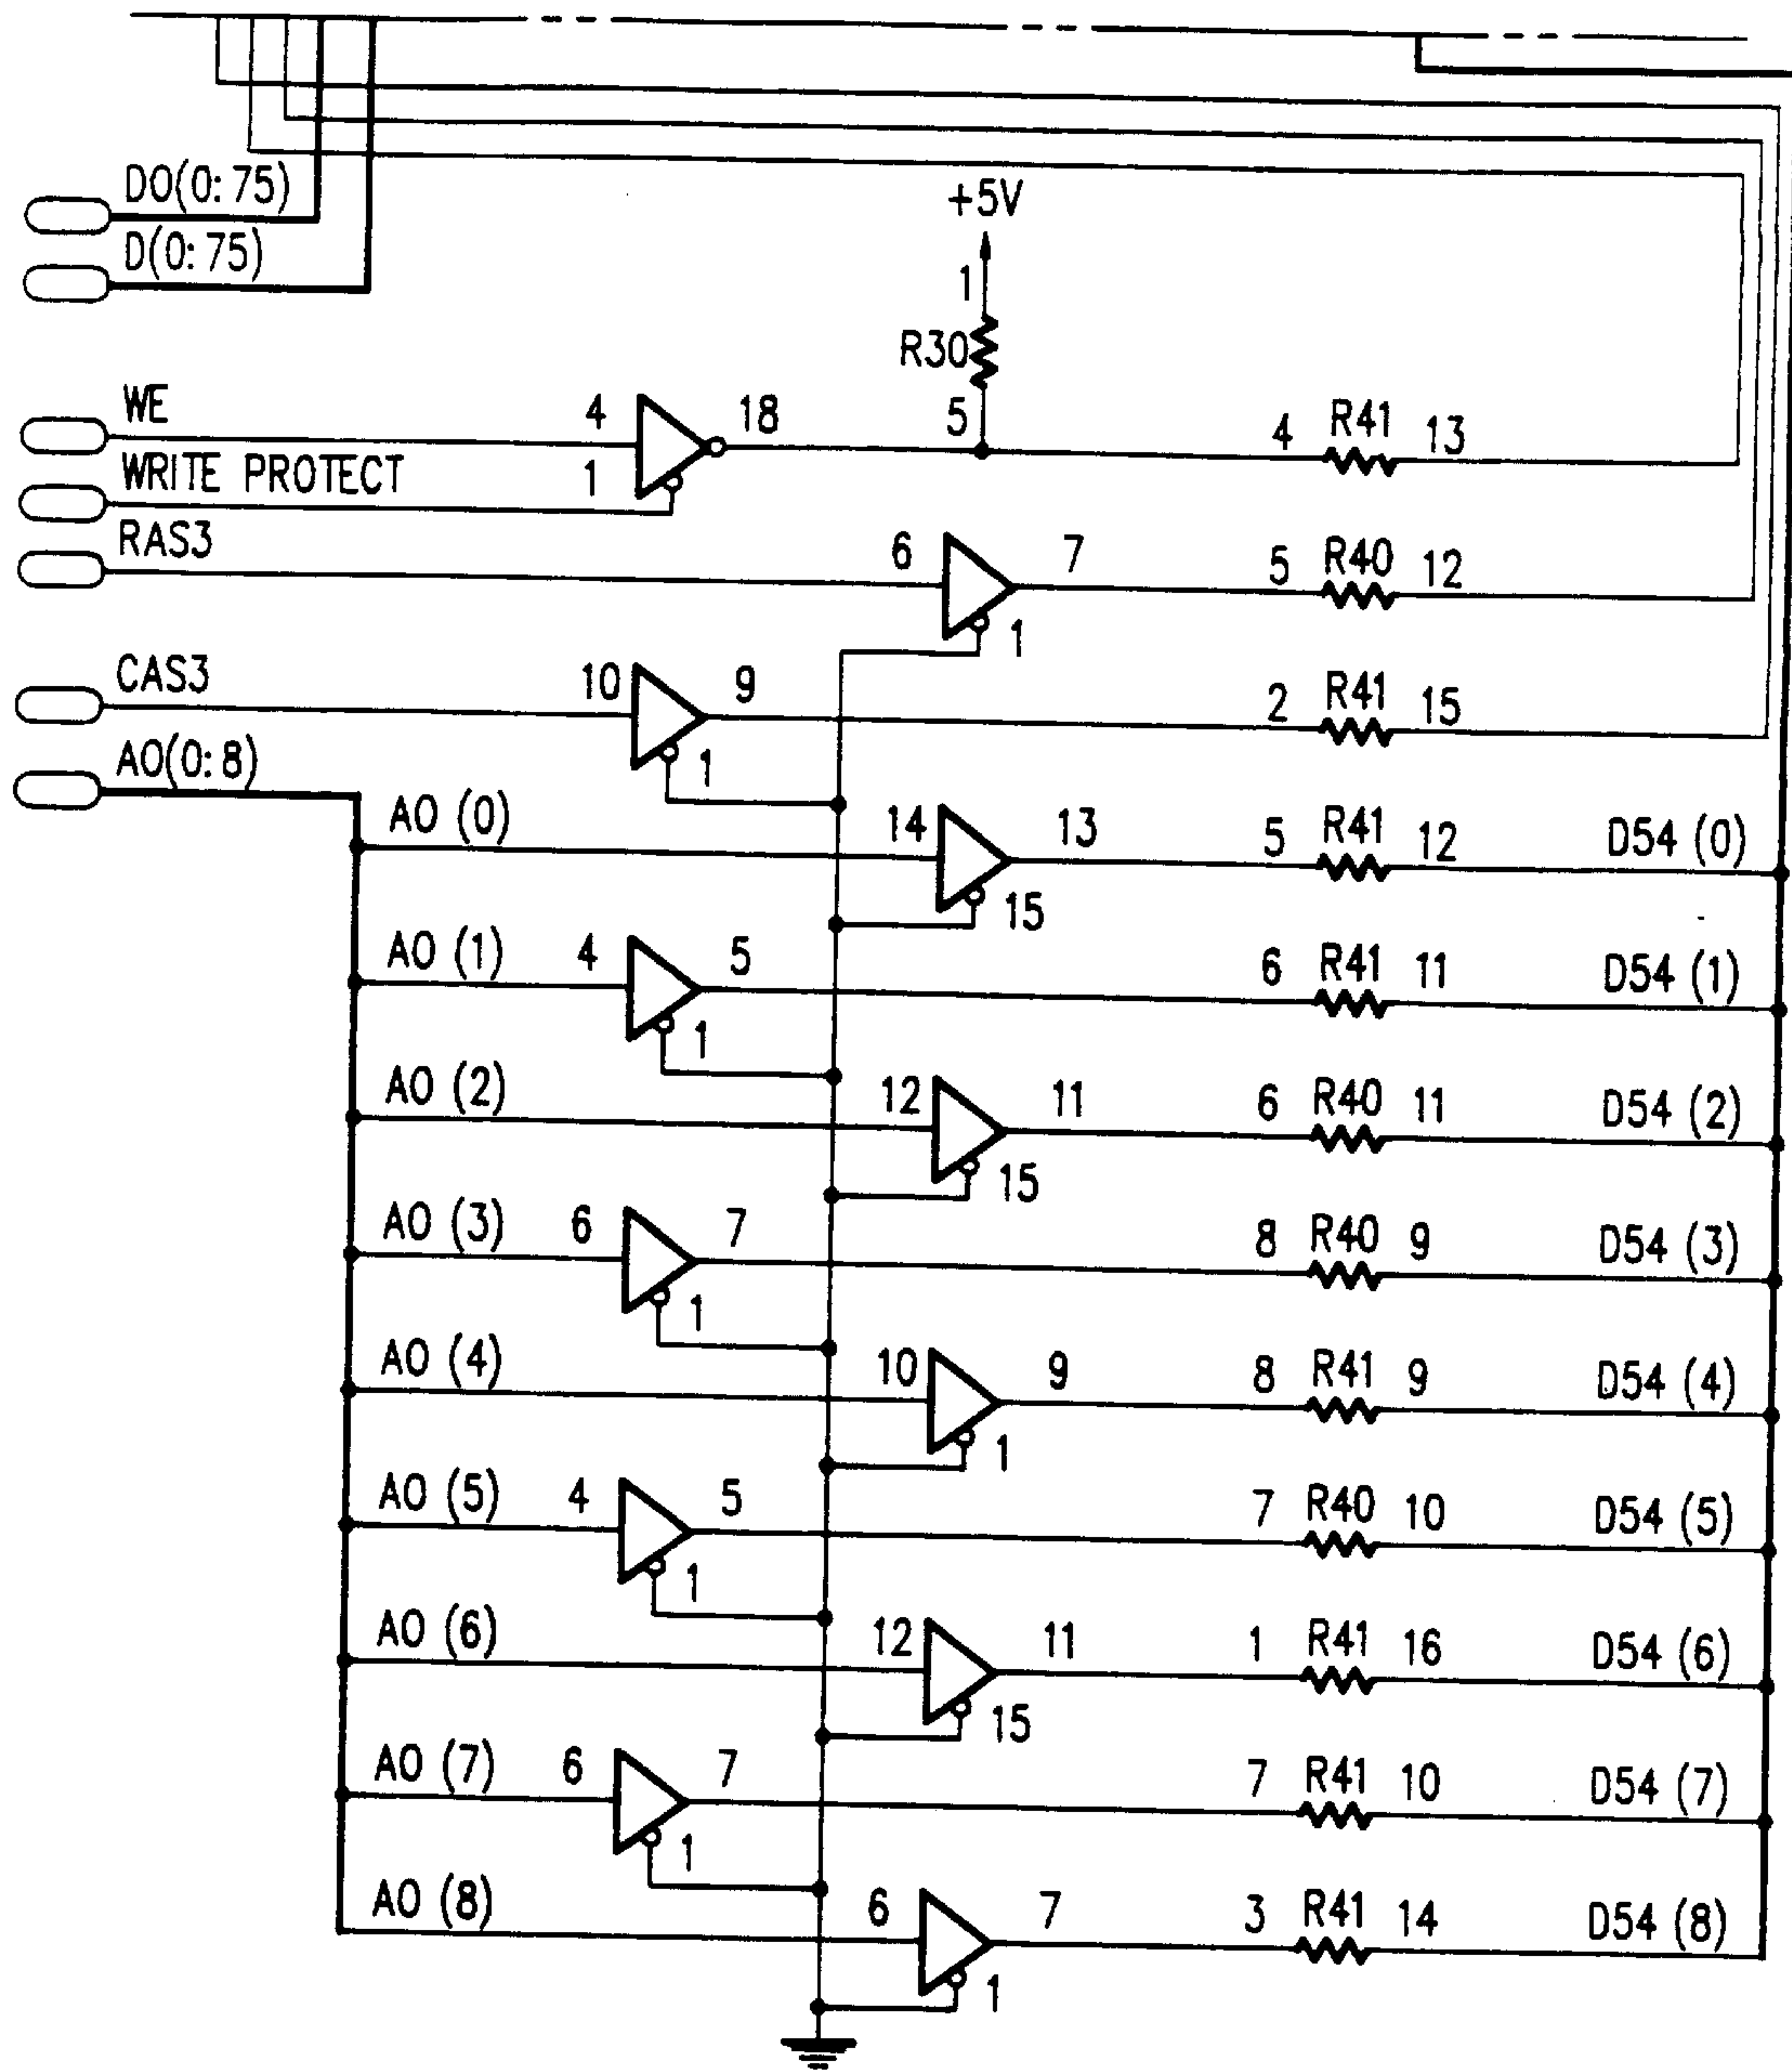 DO(0:75)
D(0:75)
+5V
1
R30
5
WE
4
18
4
R41
13
WRITE PROTECT
1
RAS3
6
7
5
R40
12
1
CAS3
10
9
2
R41
15
1
AO(0:8)
AO (0)
14
13
5
R41
12
D54 (0)
15
AO (1)
4
5
6
R41
11
D54 (1)
1
AO (2)
12
11
6
R40
11
D54 (2)
15
AO (3)
6
7
8
R40
9
D54 (3)
1
AO (4)
10
9
8
R41
9
D54 (4)
1
AO (5)
4
5
7
R40
10
D54 (5)
1
AO (6)
12
11
1
R41
16
D54 (6)
15
AO (7)
6
7
7
R41
10
D54 (7)
1
AO (8)
6
7
3
R41
14
D54 (8)
1